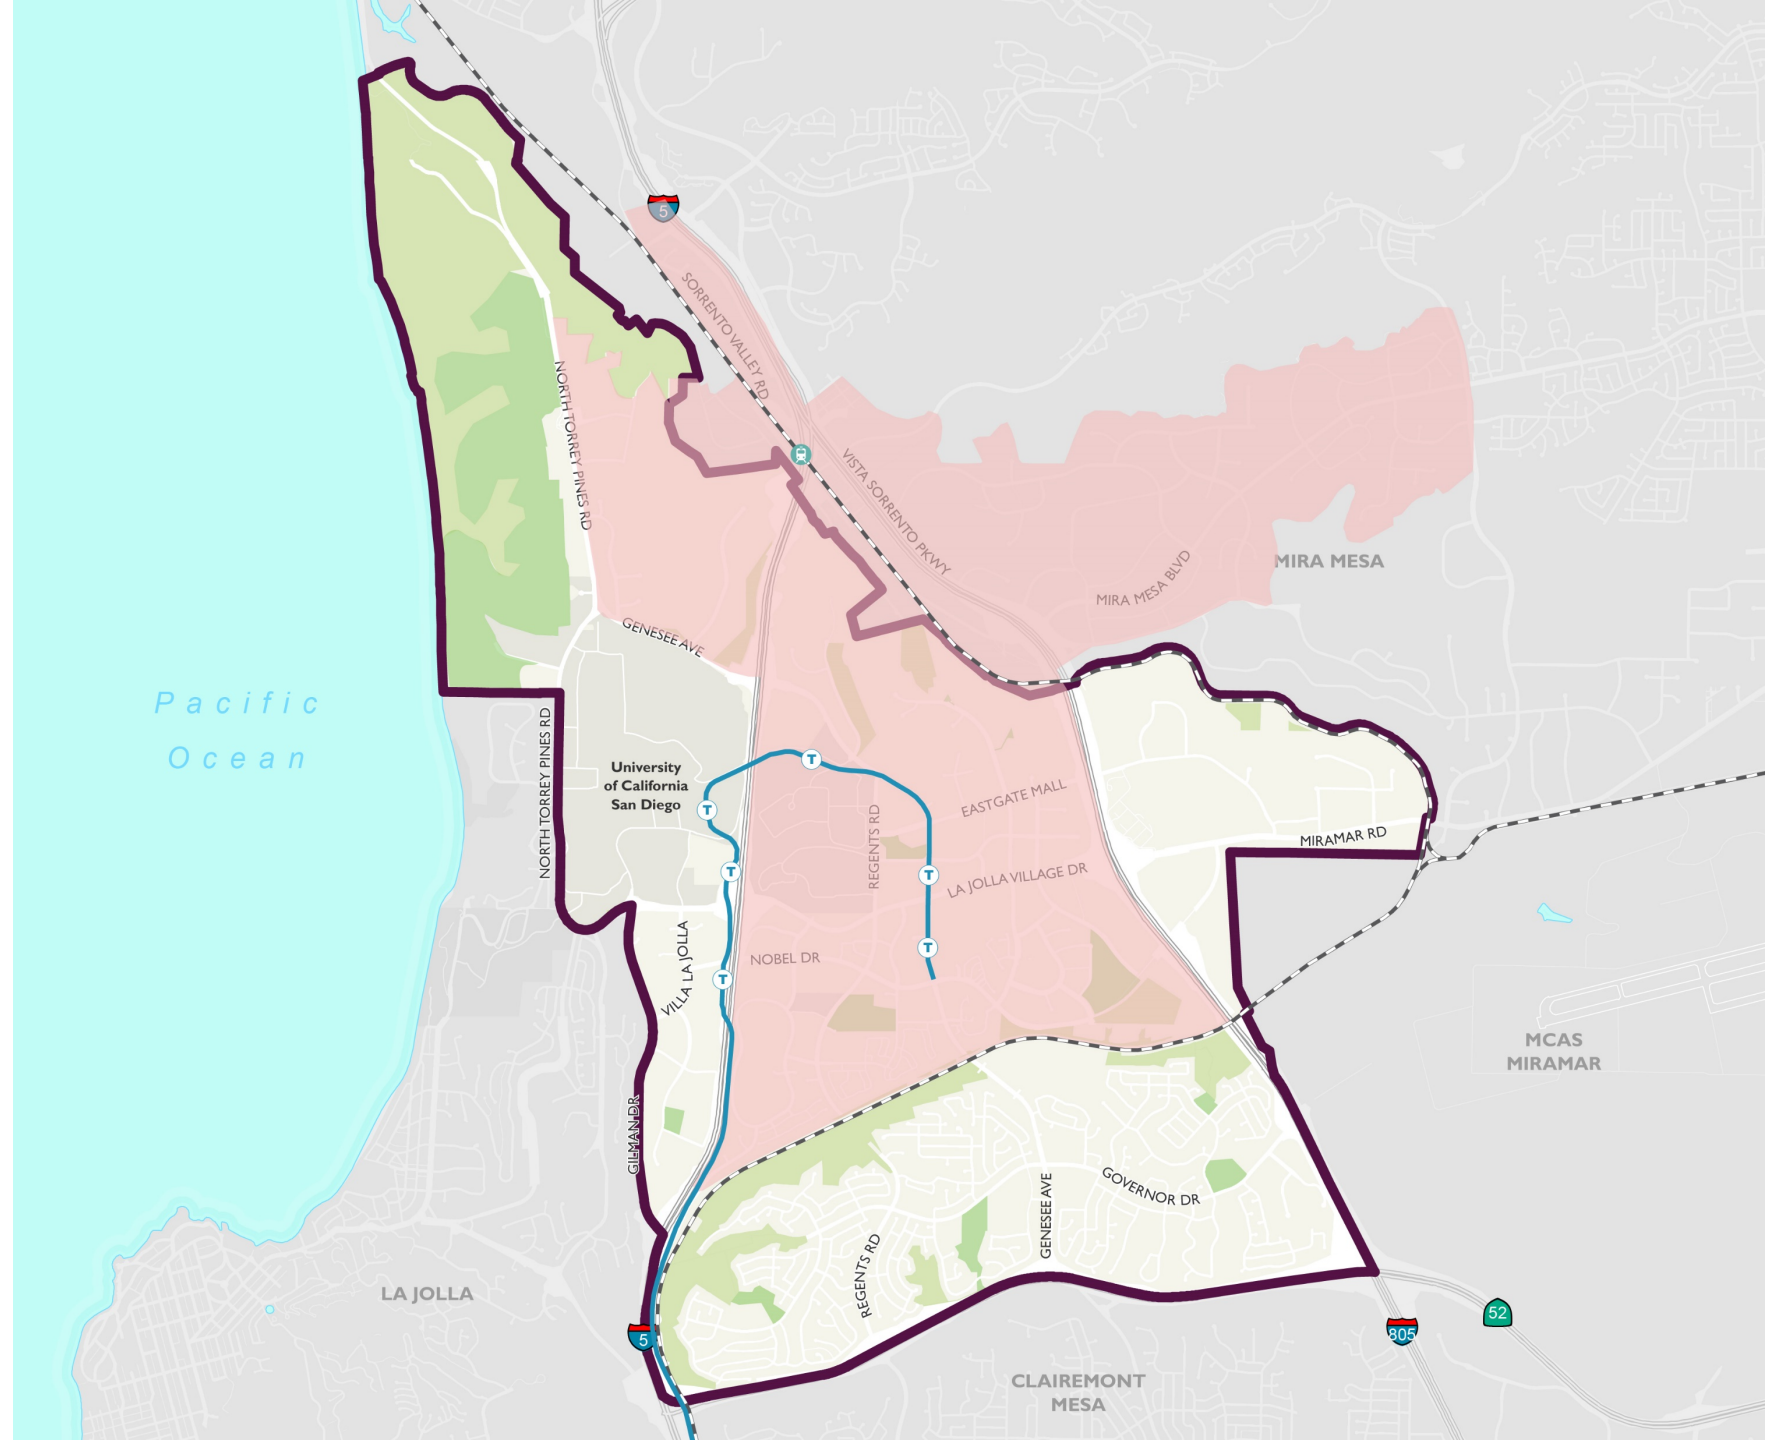 5
SORRENTO VALLEY RD
NORTH TORREY PINES RD
VISTA SORRENTO PKWY
MIRA MESA
MIRA MESA BLVD
GENESEE AVE
Pacific
Ocean
NORTH TORREY PINES RD
University
of California
San Diego
T
T
T
T
T
T
REGENTS RD
EASTGATE MALL
MIRAMAR RD
LA JOLLA VILLAGE DR
VILLA LA JOLLA
NOBEL DR
MCAS
MIRAMAR
GILMAN DR
GENESEE AVE
GOVERNOR DR
REGENTS RD
LA JOLLA
5
52
805
CLAIREMONT
MESA